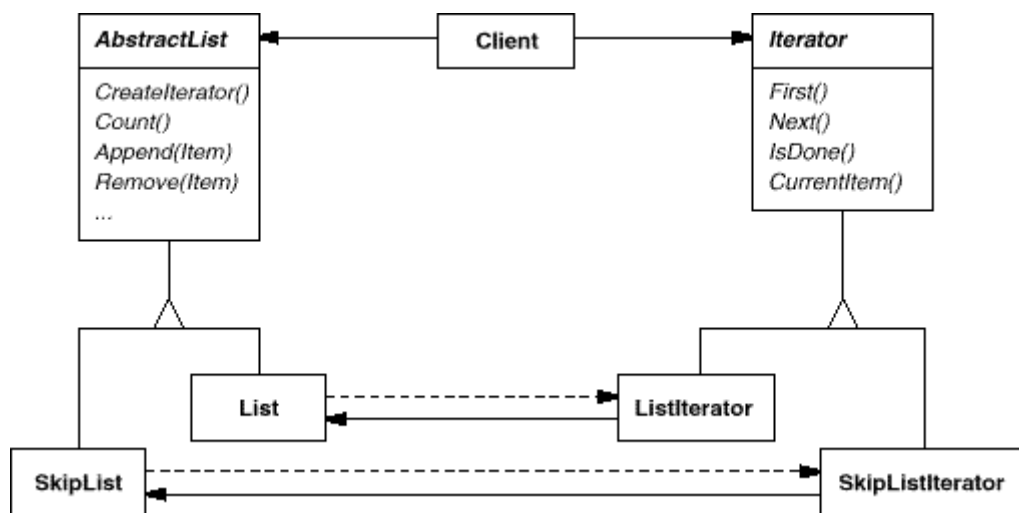 AbstractList
Client
Iterator
CreateIterator()
Count()
Append(Item)
Remove(Item)
...
First()
Next()
IsDone()
CurrentItem()
List
ListIterator
SkipList
SkipListIterator